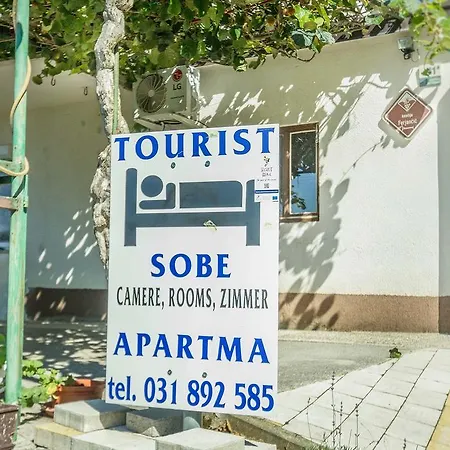 LG
TOURIST
SOBE
CAMERE, ROOMS, ZIMMER
APARTMA
tel. 031 892 585